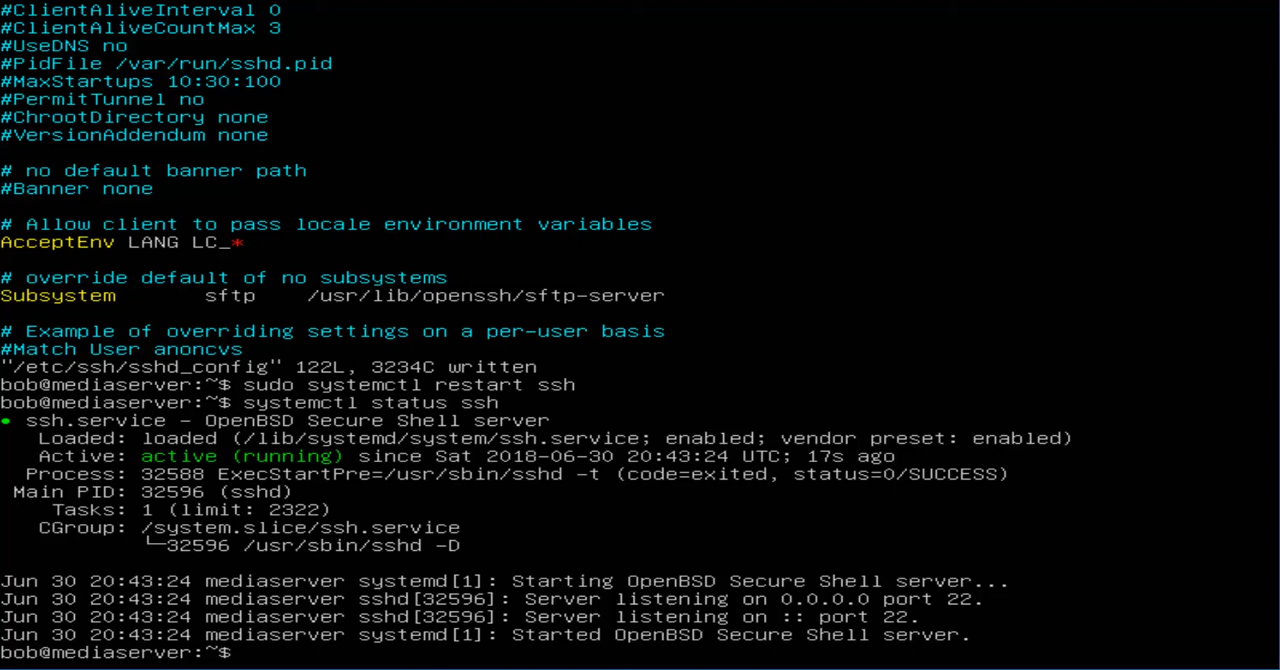 #ClientAliveInterval 0
#ClientAliveCountMax 3
#UseDNS no
#PidFile /var/run/sshd.pid
#MaxStartups 10:30:100
#PermitTunnel no
#ChrootDirectory none
#VersionAddendum none
# no default banner path
#Banner none
# Allow client to pass locale environment variables
AcceptEnv LANG LC_*
# override default of no subsystems
Subsystem       sftp    /usr/lib/openssh/sftp-server
# Example of overriding settings on a per-user basis
#Match User anoncvs
"/etc/ssh/sshd_config" 122L, 3234C written
bob@mediaserver:~$ sudo systemctl restart ssh
bob@mediaserver:~$ systemctl status ssh
● ssh.service - OpenBSD Secure Shell server
   Loaded: loaded (/lib/systemd/system/ssh.service; enabled; vendor preset: enabled)
   Active: active (running) since Sat 2018-06-30 20:43:24 UTC; 17s ago
  Process: 32588 ExecStartPre=/usr/sbin/sshd -t (code=exited, status=0/SUCCESS)
 Main PID: 32596 (sshd)
    Tasks: 1 (limit: 2322)
   CGroup: /system.slice/ssh.service
           └─32596 /usr/sbin/sshd -D
Jun 30 20:43:24 mediaserver systemd[1]: Starting OpenBSD Secure Shell server...
Jun 30 20:43:24 mediaserver sshd[32596]: Server listening on 0.0.0.0 port 22.
Jun 30 20:43:24 mediaserver sshd[32596]: Server listening on :: port 22.
Jun 30 20:43:24 mediaserver systemd[1]: Started OpenBSD Secure Shell server.
bob@mediaserver:~$